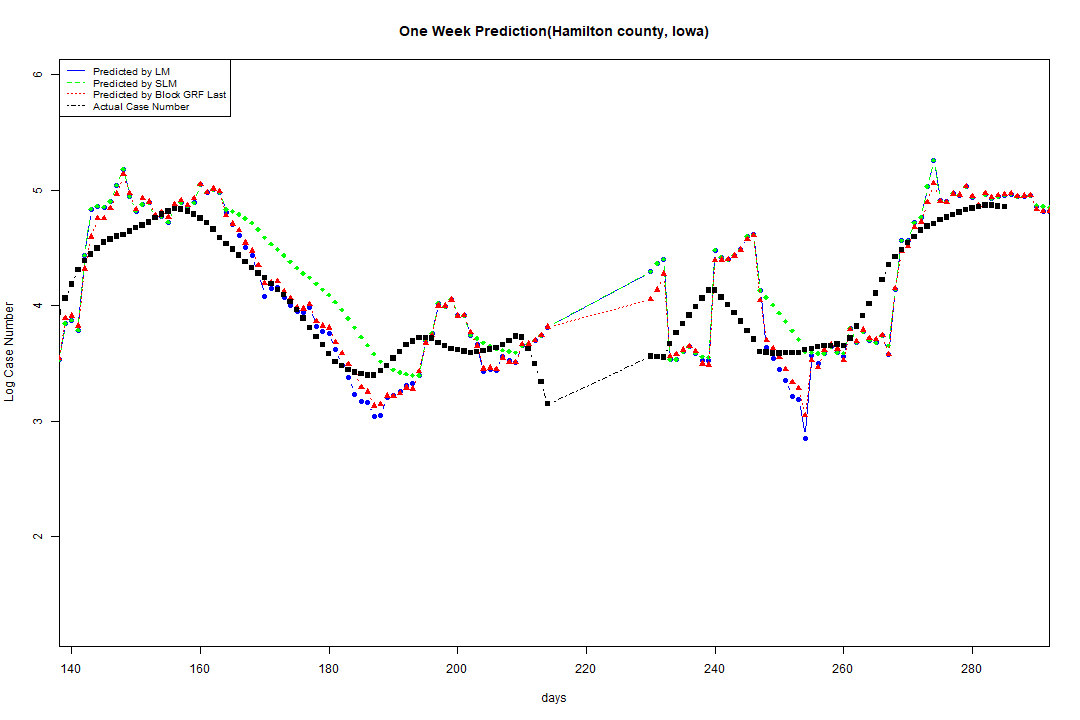 One Week Prediction(Hamilton county, Iowa)
Predicted by LM
Predicted by SLM
Predicted by Block GRF Last
Actual Case Number
6
5
4
3
2
Log Case Number
140 160 180 200 220 240 260 280
days